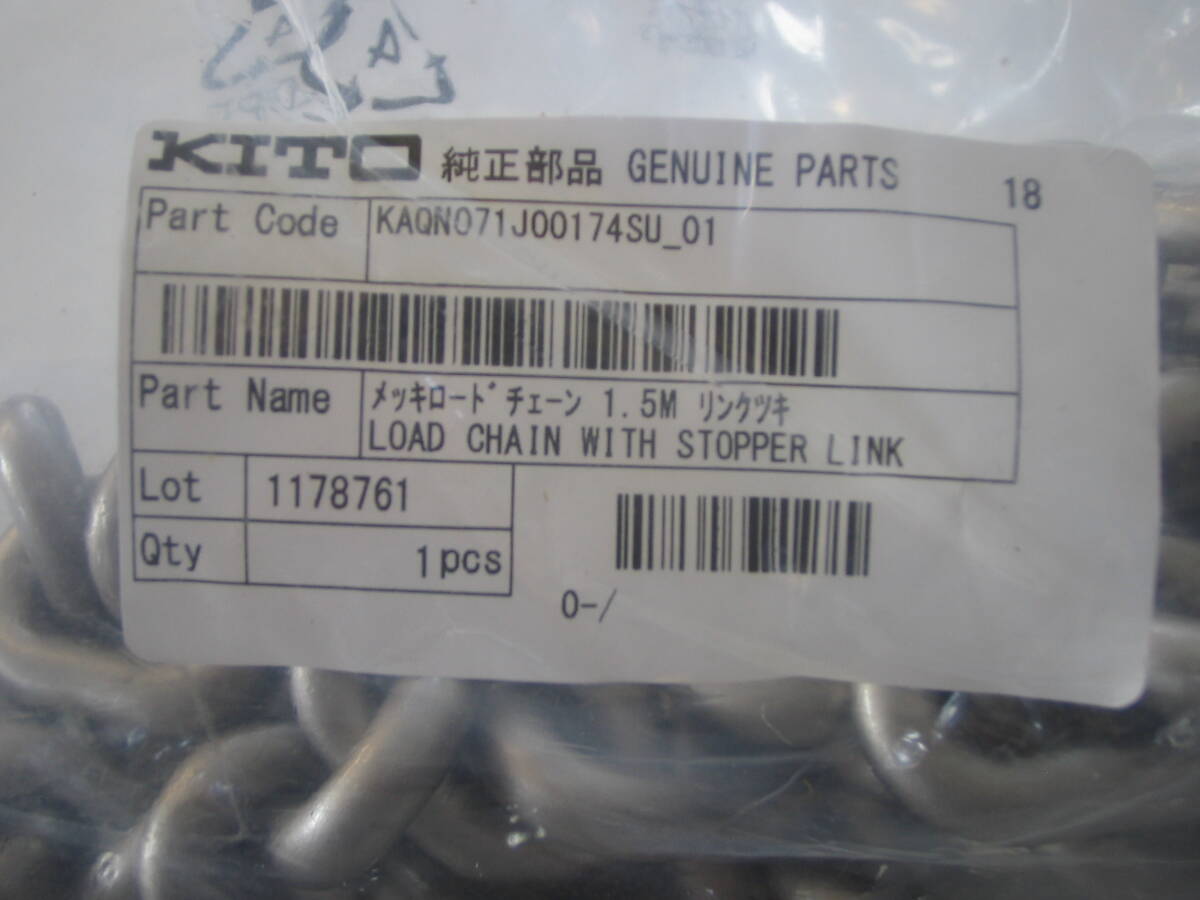 KITO 純正部品 GENUINE PARTS 18
Part Code KAQN071J00174SU_01
Part Name ﾒｯｷﾛｰﾄﾞﾁｪｰﾝ 1.5M ﾘﾝｸﾂｷ
LOAD CHAIN WITH STOPPER LINK
Lot 1178761
Qty 1pcs
0-/